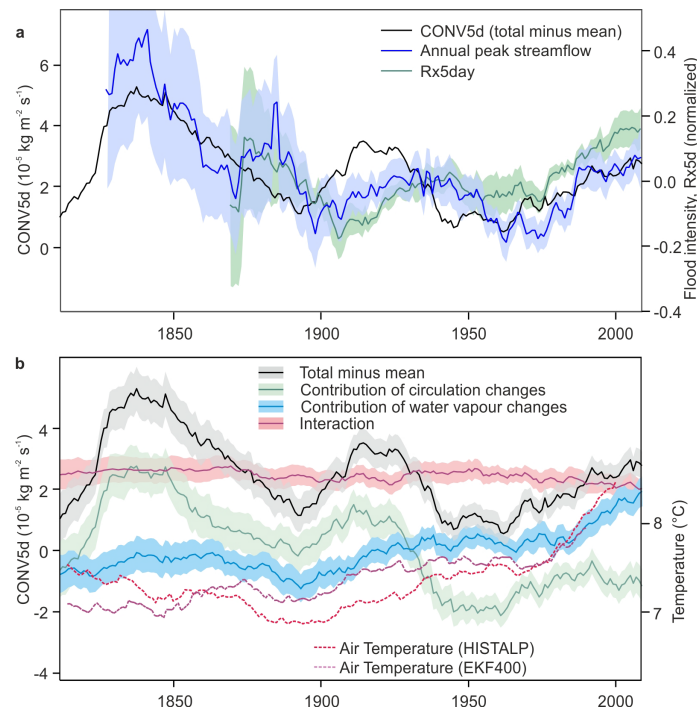 a
CONV5d (total minus mean)
Annual peak streamflow
Rx5day
CONV5d (10⁻⁵ kg m⁻² s⁻¹)
6
4
2
0
Flood intensity, Rx5d (normalized)
0.4
0.2
0.0
-0.2
-0.4
1850 1900 1950 2000
b
Total minus mean
Contribution of circulation changes
Contribution of water vapour changes
Interaction
CONV5d (10⁻⁵ kg m⁻² s⁻¹)
4
2
0
-2
-4
Temperature (°C)
8
7
Air Temperature (HISTALP)
Air Temperature (EKF400)
1850 1900 1950 2000